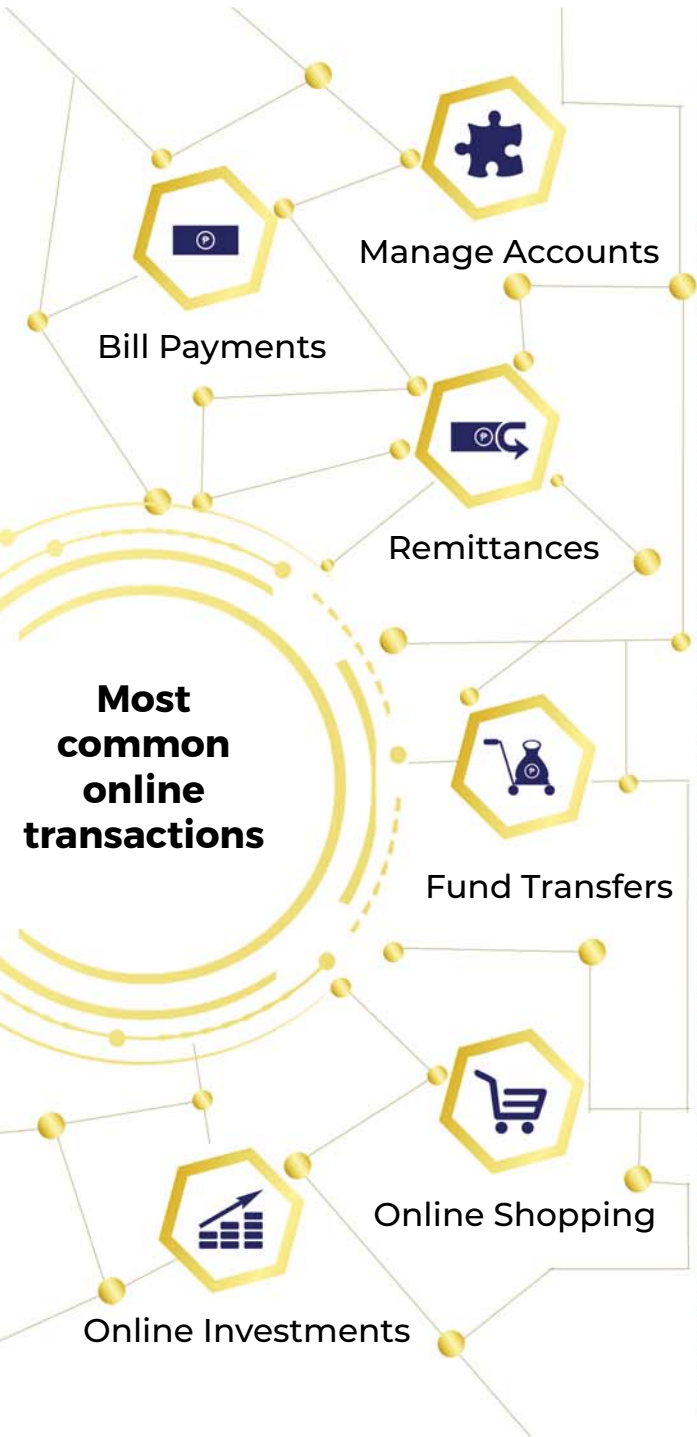 Manage Accounts
Bill Payments
Remittances
Most
common
online
transactions
Fund Transfers
Online Shopping
Online Investments